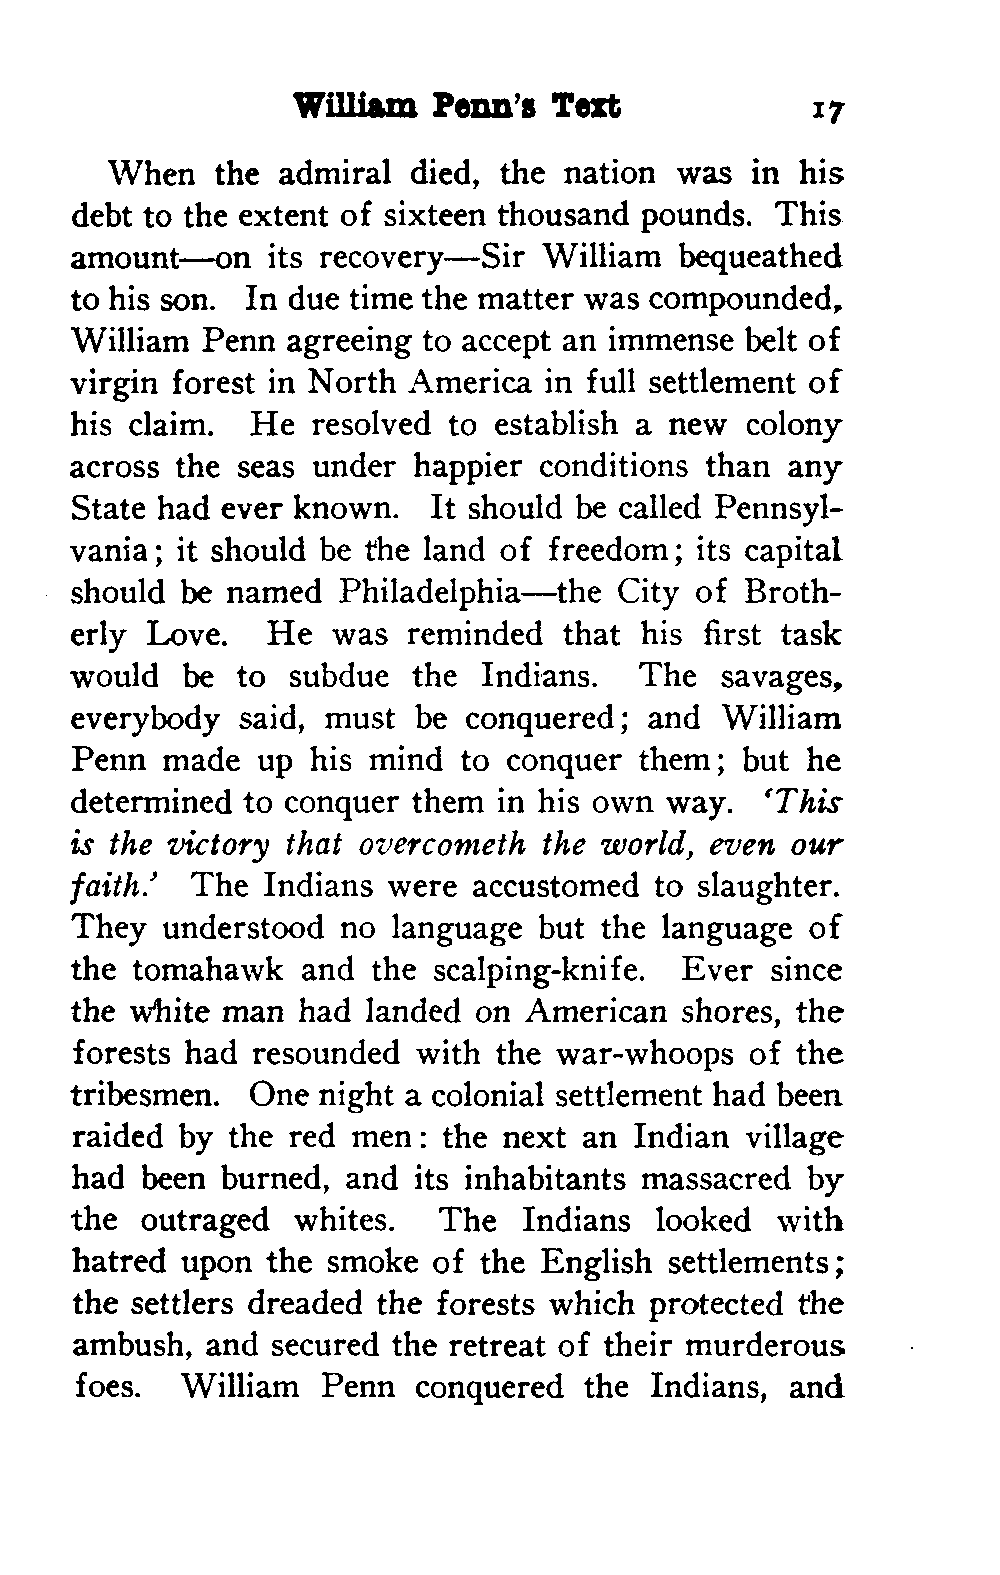 William Penn's Text 17
When the admiral died, the nation was in his
debt to the extent of sixteen thousand pounds. This
amount—on its recovery—Sir William bequeathed
to his son. In due time the matter was compounded,
William Penn agreeing to accept an immense belt of
virgin forest in North America in full settlement of
his claim. He resolved to establish a new colony
across the seas under happier conditions than any
State had ever known. It should be called Pennsyl-
vania; it should be the land of freedom; its capital
should be named Philadelphia—the City of Broth-
erly Love. He was reminded that his first task
would be to subdue the Indians. The savages,
everybody said, must be conquered; and William
Penn made up his mind to conquer them; but he
determined to conquer them in his own way. 'This
is the victory that overcometh the world, even our
faith.' The Indians were accustomed to slaughter.
They understood no language but the language of
the tomahawk and the scalping-knife. Ever since
the white man had landed on American shores, the
forests had resounded with the war-whoops of the
tribesmen. One night a colonial settlement had been
raided by the red men: the next an Indian village
had been burned, and its inhabitants massacred by
the outraged whites. The Indians looked with
hatred upon the smoke of the English settlements;
the settlers dreaded the forests which protected the
ambush, and secured the retreat of their murderous
foes. William Penn conquered the Indians, and